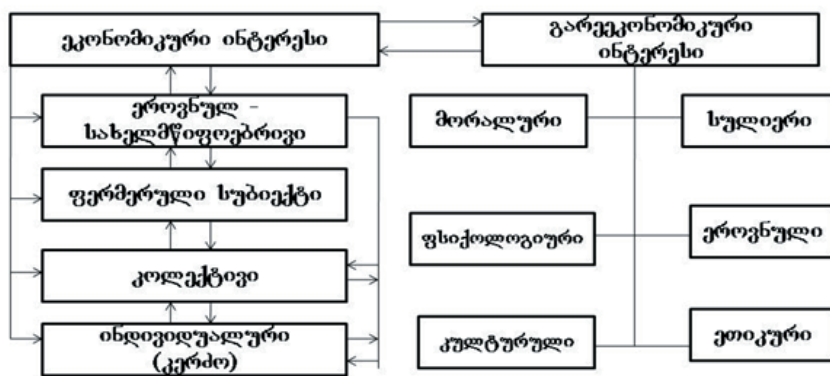 ეკონომიკური ინტერესი
გარეეკონომიკური
ინტერესი
ეროვნულ –
სახელმწიფოებრივი
ფერმერული სუბიექტი
კოლექტივი
ინდივიდუალური
(კერძო)
მორალური
სულიერი
ფსიქოლოგიური
ეროვნული
კულტურული
ეთიკური